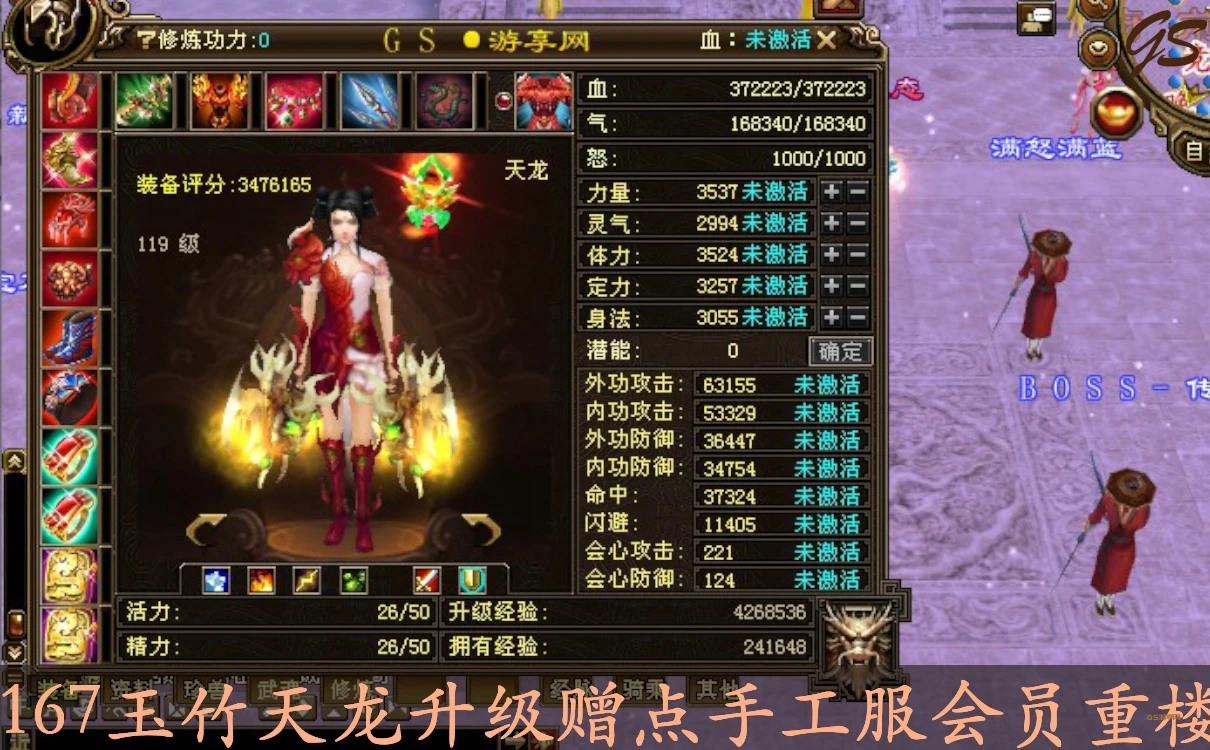 修炼功力:0
G S 游享网
血：未激活
GS
装备评分:3476165
天龙
119 级
血: 372223/372223
气: 168340/168340
怒: 1000/1000
力量: 3537 未激活 + -
灵气: 2994 未激活 + -
体力: 3524 未激活 + -
定力: 3257 未激活 + -
身法: 3055 未激活 + -
潜能: 0 确定
外功攻击: 63155 未激活
内功攻击: 53329 未激活
外功防御: 36447 未激活
内功防御: 34754 未激活
命中: 37324 未激活
闪避: 11405 未激活
会心攻击: 221 未激活
会心防御: 124 未激活
活力: 26/50 升级经验: 4268536
精力: 26/50 拥有经验: 241648
满怒满蓝
自
BOSS-传
167玉竹天龙升级赠点手工服会员重楼